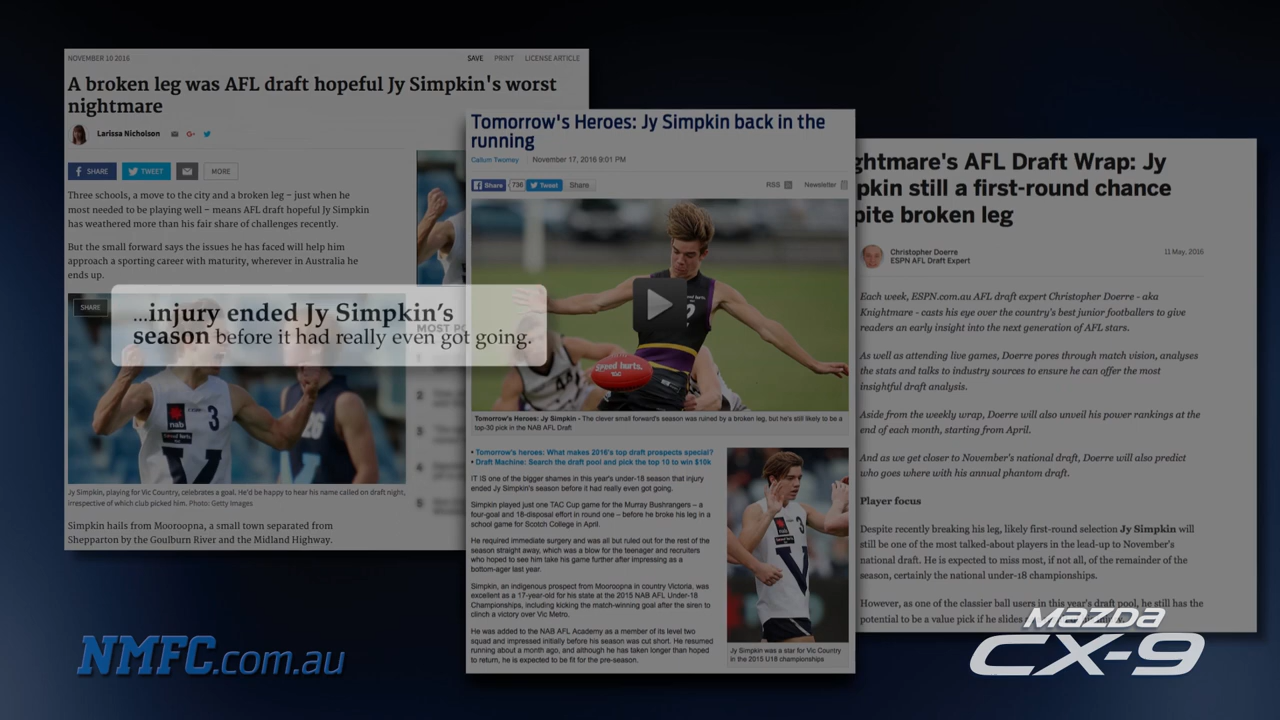 NOVEMBER 10 2016
SAVE PRINT LICENSE ARTICLE
A broken leg was AFL draft hopeful Jy Simpkin's worst
nightmare
Larissa Nicholson
SHARE TWEET MORE
Three schools, a move to the city and a broken leg – just when he
most needed to be playing well – means AFL draft hopeful Jy Simpkin
has weathered more than his fair share of challenges recently.
But the small forward says the issues he has faced will help him
approach a sporting career with maturity, wherever in Australia he
ends up.
SHARE
...injury ended Jy Simpkin's
season before it had really even got going.
MOST
3
nab
Jy Simpkin, playing for Vic Country, celebrates a goal. He'd be happy to hear his name called on draft night,
irrespective of which club picked him. Photo: Getty Images
Simpkin hails from Mooroopna, a small town separated from
Shepparton by the Goulburn River and the Midland Highway.
2
3
4
5
Tomorrow's Heroes: Jy Simpkin back in the
running
Callum Twomey November 17, 2016 9:01 PM
Share 736 Tweet Share RSS Newsletter
2
Speed hurts.
Tomorrow's Heroes: Jy Simpkin - The clever small forward's season was ruined by a broken leg, but he's still likely to be a
top-30 pick in the NAB AFL Draft
• Tomorrow's heroes: What makes 2016's top draft prospects special?
• Draft Machine: Search the draft pool and pick the top 10 to win $10k
IT IS one of the bigger shames in this year's under-18 season that injury
ended Jy Simpkin's season before it had really even got going.
Simpkin played just one TAC Cup game for the Murray Bushrangers – a
four-goal and 18-disposal effort in round one – before he broke his leg in a
school game for Scotch College in April.
He required immediate surgery and was all but ruled out for the rest of the
season straight away, which was a blow for the teenager and recruiters
who hoped to see him take his game further after impressing as a
bottom-ager last year.
Simpkin, an indigenous prospect from Mooroopna in country Victoria, was
excellent as a 17-year-old for his state at the 2015 NAB AFL Under-18
Championships, including kicking the match-winning goal after the siren to
clinch a victory over Vic Metro.
He was added to the NAB AFL Academy as a member of its level two
squad and impressed initially before his season was cut short. He resumed
running about a month ago, and although he has taken longer than hoped
to return, he is expected to be fit for the pre-season.
Jy Simpkin was a star for Vic Country
in the 2015 U18 championships
ghtmare's AFL Draft Wrap: Jy
pkin still a first-round chance
pite broken leg
Christopher Doerre
ESPN AFL Draft Expert
11 May, 2016
Each week, ESPN.com.au AFL draft expert Christopher Doerre - aka
Knightmare - casts his eye over the country's best junior footballers to give
readers an early insight into the next generation of AFL stars.
As well as attending live games, Doerre pores through match vision, analyses
the stats and talks to industry sources to ensure he can offer the most
insightful draft analysis.
Aside from the weekly wrap, Doerre will also unveil his power rankings at the
end of each month, starting from April.
And as we get closer to November's national draft, Doerre will also predict
who goes where with his annual phantom draft.
Player focus
Despite recently breaking his leg, likely first-round selection Jy Simpkin will
still be one of the most talked-about players in the lead-up to November's
national draft. He is expected to miss most, if not all, of the remainder of the
season, certainly the national under-18 championships.
However, as one of the classier ball users in this year's draft pool, he still has the
potential to be a value pick if he slides
NMFC.com.au
Mazda
CX-9